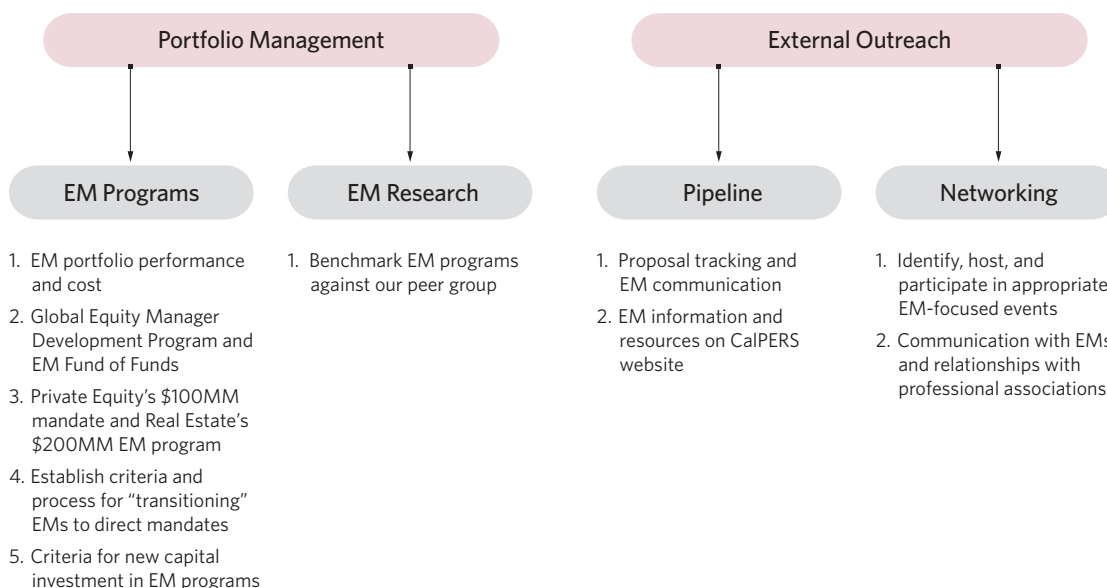 Portfolio Management
External Outreach
EM Programs
EM Research
Pipeline
Networking
1. EM portfolio performance
and cost
2. Global Equity Manager
Development Program and
EM Fund of Funds
3. Private Equity’s $100MM
mandate and Real Estate’s
$200MM EM program
4. Establish criteria and
process for “transitioning”
EMs to direct mandates
5. Criteria for new capital
investment in EM programs
1. Benchmark EM programs
against our peer group
1. Proposal tracking and
EM communication
2. EM information and
resources on CalPERS
website
1. Identify, host, and
participate in appropriate
EM-focused events
2. Communication with EMs
and relationships with
professional associations